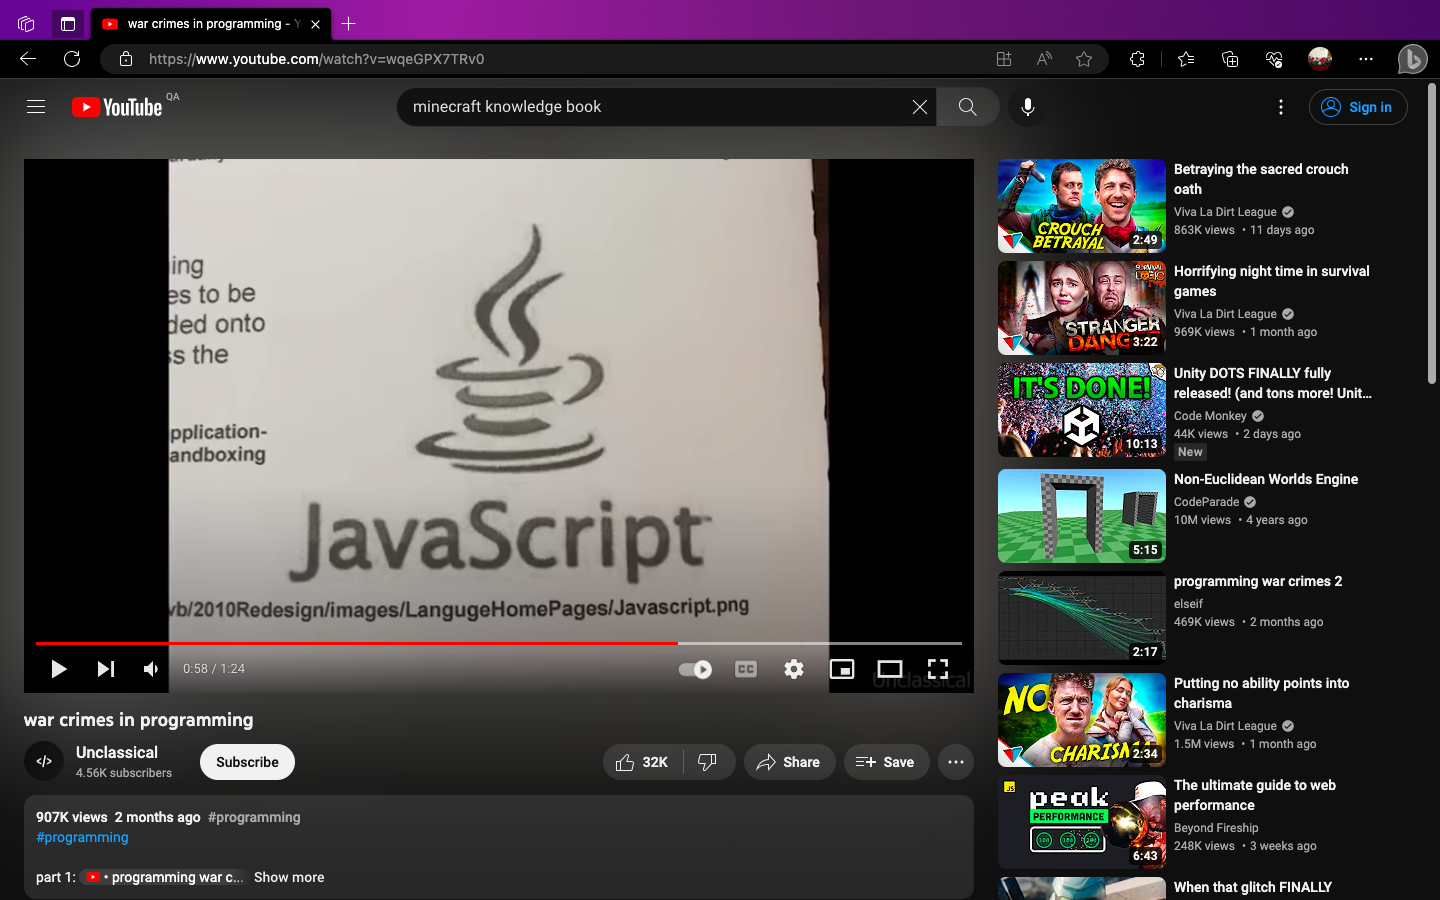 war crimes in programming - Y
https://www.youtube.com/watch?v=wqeGPX7TRv0
YouTube QA
minecraft knowledge book
Sign in
ing
es to be
ded onto
ss the
pplication-
andboxing
JavaScript
vb/2010Redesign/images/LangugeHomePages/Javascript.png
0:58 / 1:24
CC
Unclassical
war crimes in programming
</>
Unclassical
4.56K subscribers
Subscribe
32K
Share
Save
907K views 2 months ago #programming
#programming
part 1: • programming war c... Show more
CROUCH
BETRAYAL
2:49
Betraying the sacred crouch
oath
Viva La Dirt League
863K views • 11 days ago
SURVIVAL
LOGIC
STRANGER
DANG
3:22
Horrifying night time in survival
games
Viva La Dirt League
969K views • 1 month ago
IT'S DONE!
10:13
Unity DOTS FINALLY fully
released! (and tons more! Unit...
Code Monkey
44K views • 2 days ago
New
5:15
Non-Euclidean Worlds Engine
CodeParade
10M views • 4 years ago
2:17
programming war crimes 2
elseif
469K views • 2 months ago
NO
CHARISM
2:34
Putting no ability points into
charisma
Viva La Dirt League
1.5M views • 1 month ago
JS
peak
PERFORMANCE
100 100 200
6:43
The ultimate guide to web
performance
Beyond Fireship
248K views • 3 weeks ago
When that glitch FINALLY